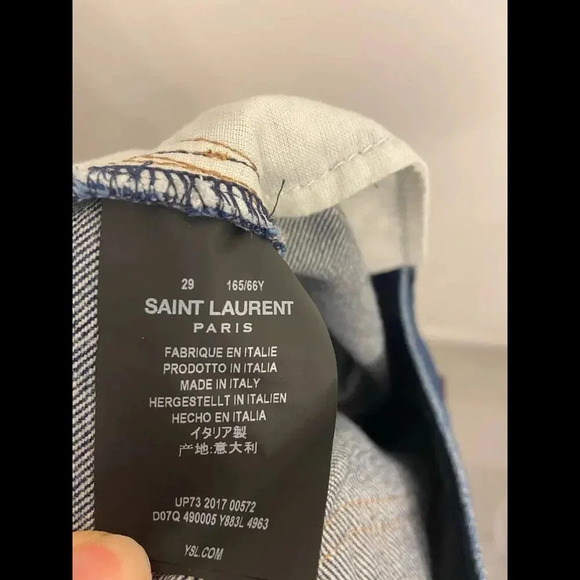 29 165/66Y
SAINT LAURENT
PARIS
FABRIQUE EN ITALIE
PRODOTTO IN ITALIA
MADE IN ITALY
HERGESTELLT IN ITALIEN
HECHO EN ITALIA
イタリア製
产地:意大利
UP73 2017 00572
D07Q 490005 Y883L 4963
YSL.COM